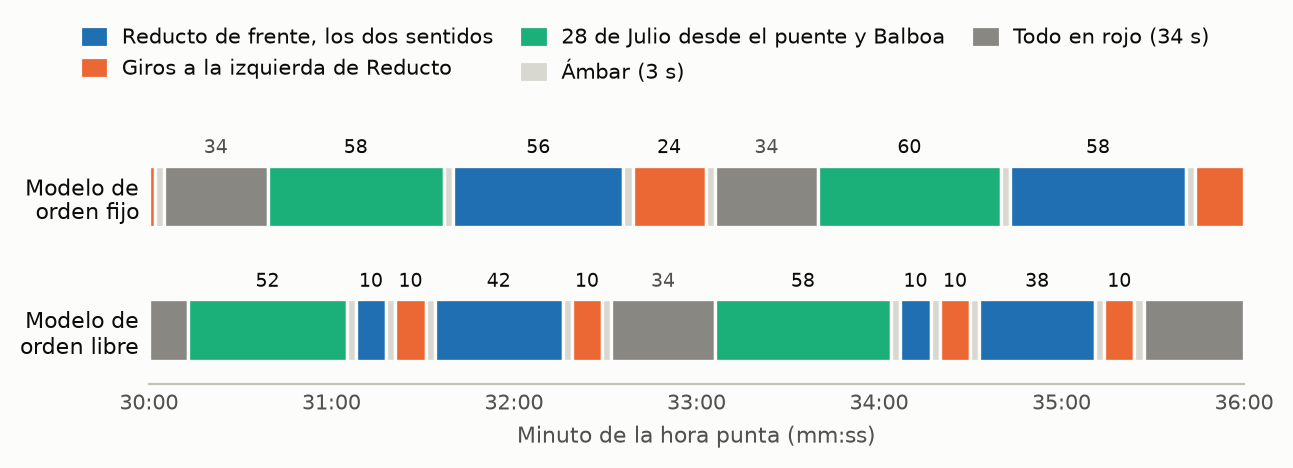 Reducto de frente, los dos sentidos
28 de Julio desde el puente y Balboa
Todo en rojo (34 s)
Giros a la izquierda de Reducto
Ámbar (3 s)
34 58 56 24 34 60 58
Modelo de
orden fijo
52 10 10 42 10 34 58 10 10 38 10
Modelo de
orden libre
30:00 31:00 32:00 33:00 34:00 35:00 36:00
Minuto de la hora punta (mm:ss)